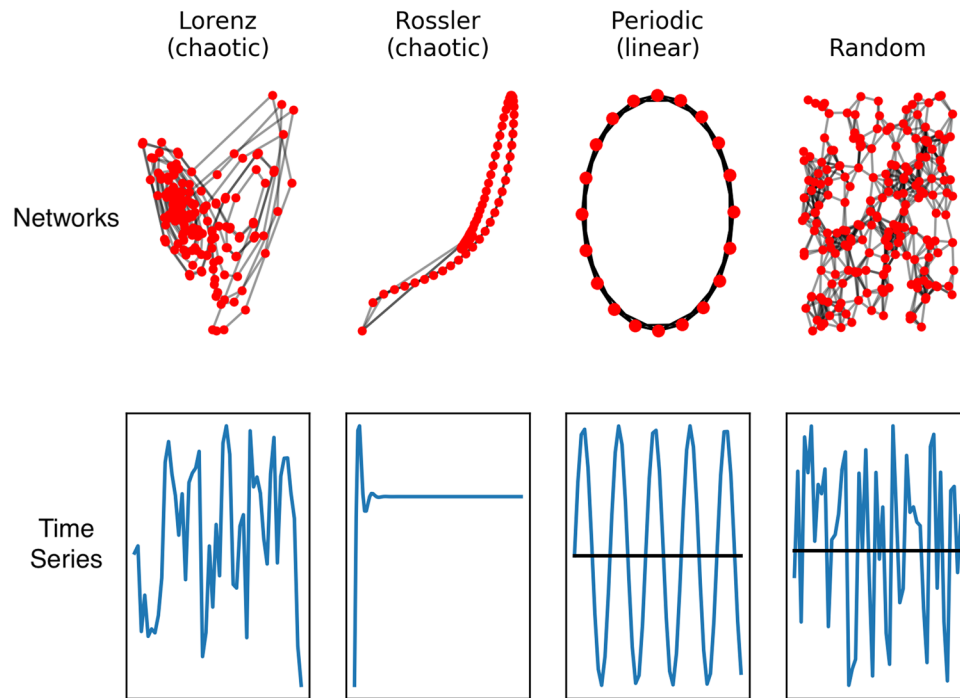 Lorenz
(chaotic)
Rossler
(chaotic)
Periodic
(linear)
Random
Networks
Time
Series